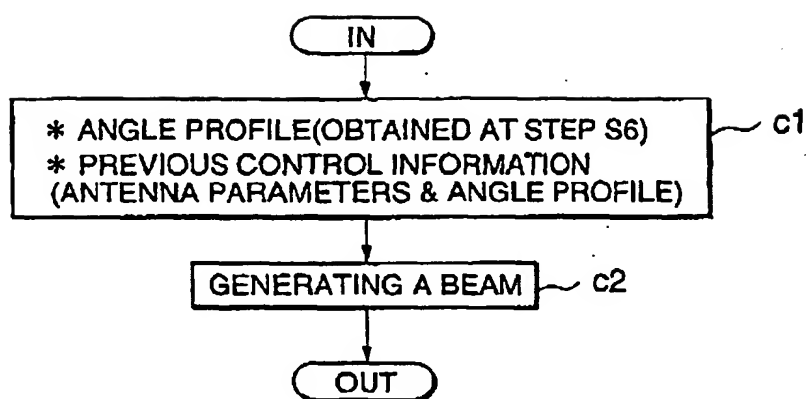 IN
* ANGLE PROFILE(OBTAINED AT STEP S6)
* PREVIOUS CONTROL INFORMATION
(ANTENNA PARAMETERS & ANGLE PROFILE)
c1
GENERATING A BEAM
c2
OUT